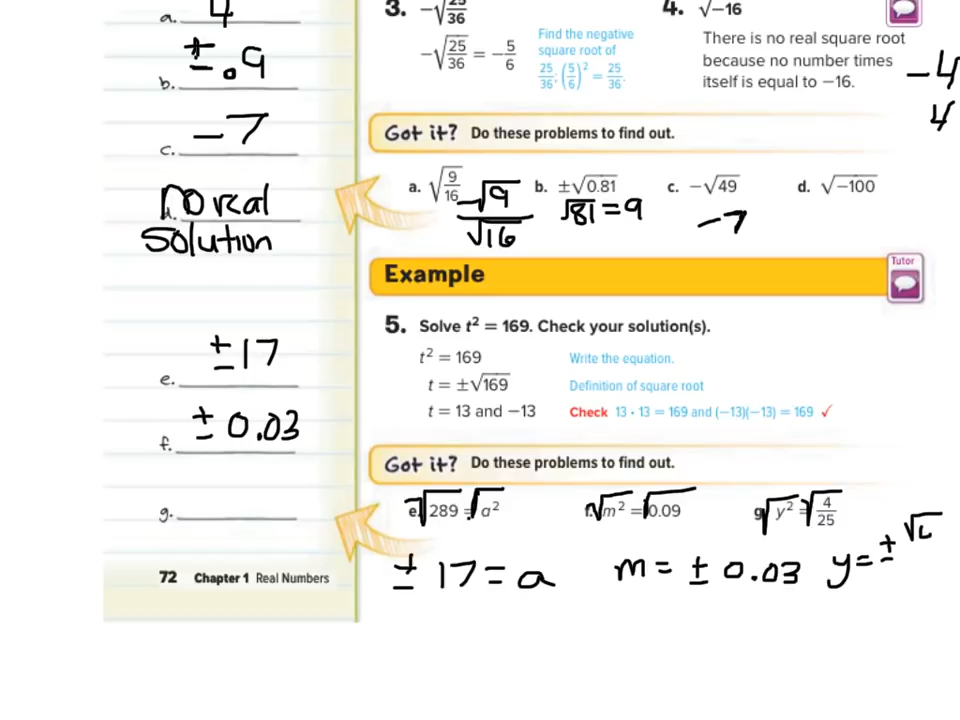 a. 4
± .9
b.
-7
c.
no real
d.
solution
±17
e.
± 0.03
f.
g.
3. -√25/36
-√25/36 = -5/6
Find the negative
square root of
25/36; (5/6)² = 25/36.
4. √-16
There is no real square root
because no number times
itself is equal to −16.
-4
4
Got it? Do these problems to find out.
a. √9/16 b. ±√0.81 c. -√49 d. √-100
√9
√16
√81 = 9
-7
Tutor
Example
5. Solve t² = 169. Check your solution(s).
t² = 169 Write the equation.
t = ±√169 Definition of square root
t = 13 and −13 Check 13 · 13 = 169 and (−13)(−13) = 169 ✓
Got it? Do these problems to find out.
e. √289 = √a² f. √m² = √0.09 g. √y² = √4/25
± 17 = a m = ± 0.03 y = ± √
72 Chapter 1 Real Numbers